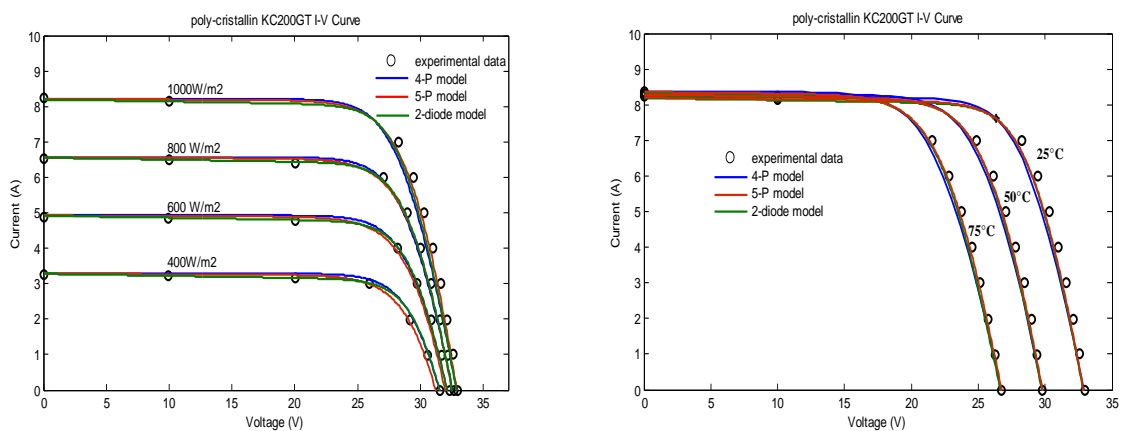 poly-cristallin KC200GT I-V Curve
10
9
8
7
6
5
4
3
2
1
0
Current (A)
experimental data
4-P model
5-P model
2-diode model
1000W/m2
800 W/m2
600 W/m2
400W/m2
0 5 10 15 20 25 30 35
Voltage (V)
poly-cristallin KC200GT I-V Curve
10
9
8
7
6
5
4
3
2
1
0
Current (A)
experimental data
4-P model
5-P model
2-diode model
25°C
50°C
75°C
0 5 10 15 20 25 30 35
Voltage (V)